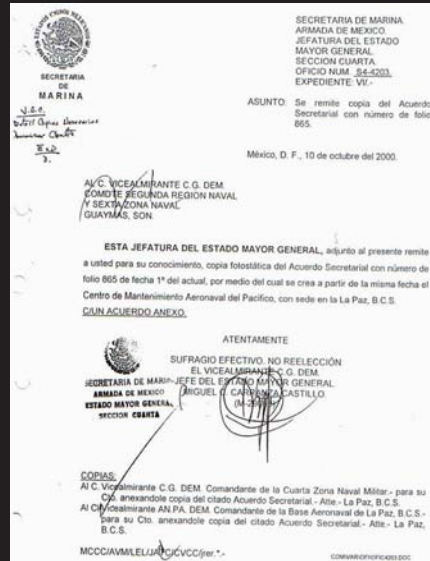 ESTADOS UNIDOS MEXICANOS
SECRETARIA
DE
MARINA
SECRETARIA DE MARINA
ARMADA DE MEXICO.
JEFATURA DEL ESTADO
MAYOR GENERAL
SECCION CUARTA
OFICIO NUM. S4-4203.
EXPEDIENTE: VI/.-
ASUNTO: Se remite copia del Acuerdo
Secretarial con número de folio
865.
México, D. F., 10 de octubre del 2000.
AL C. VICEALMIRANTE C.G. DEM.
COMDTE SEGUNDA REGION NAVAL
Y SEXTA ZONA NAVAL
GUAYMAS, SON.
ESTA JEFATURA DEL ESTADO MAYOR GENERAL, adjunto al presente remite
a usted para su conocimiento, copia fotostática del Acuerdo Secretarial con número de
folio 865 de fecha 1º del actual, por medio del cual se crea a partir de la misma fecha el
Centro de Mantenimiento Aeronaval del Pacifico, con sede en la La Paz, B.C.S.
C/UN ACUERDO ANEXO.
ATENTAMENTE
SUFRAGIO EFECTIVO. NO REELECCIÓN
EL VICEALMIRANTE C.G. DEM.
JEFE DEL ESTADO MAYOR GENERAL
MIGUEL C. CARRANZA CASTILLO
SECRETARIA DE MARINA
ARMADA DE MEXICO
ESTADO MAYOR GENERAL
SECCION CUARTA
COPIAS:
Al C. Vicealmirante C.G. DEM. Comandante de la Cuarta Zona Naval Militar.- para su
Cto. anexandole copia del citado Acuerdo Secretarial.- Atte.- La Paz, B.C.S.
Al C. Vicealmirante AN.PA. DEM. Comandante de la Base Aeronaval de La Paz, B.C.S.-
para su Cto. anexandole copia del citado Acuerdo Secretarial.- Atte.- La Paz,
B.C.S.